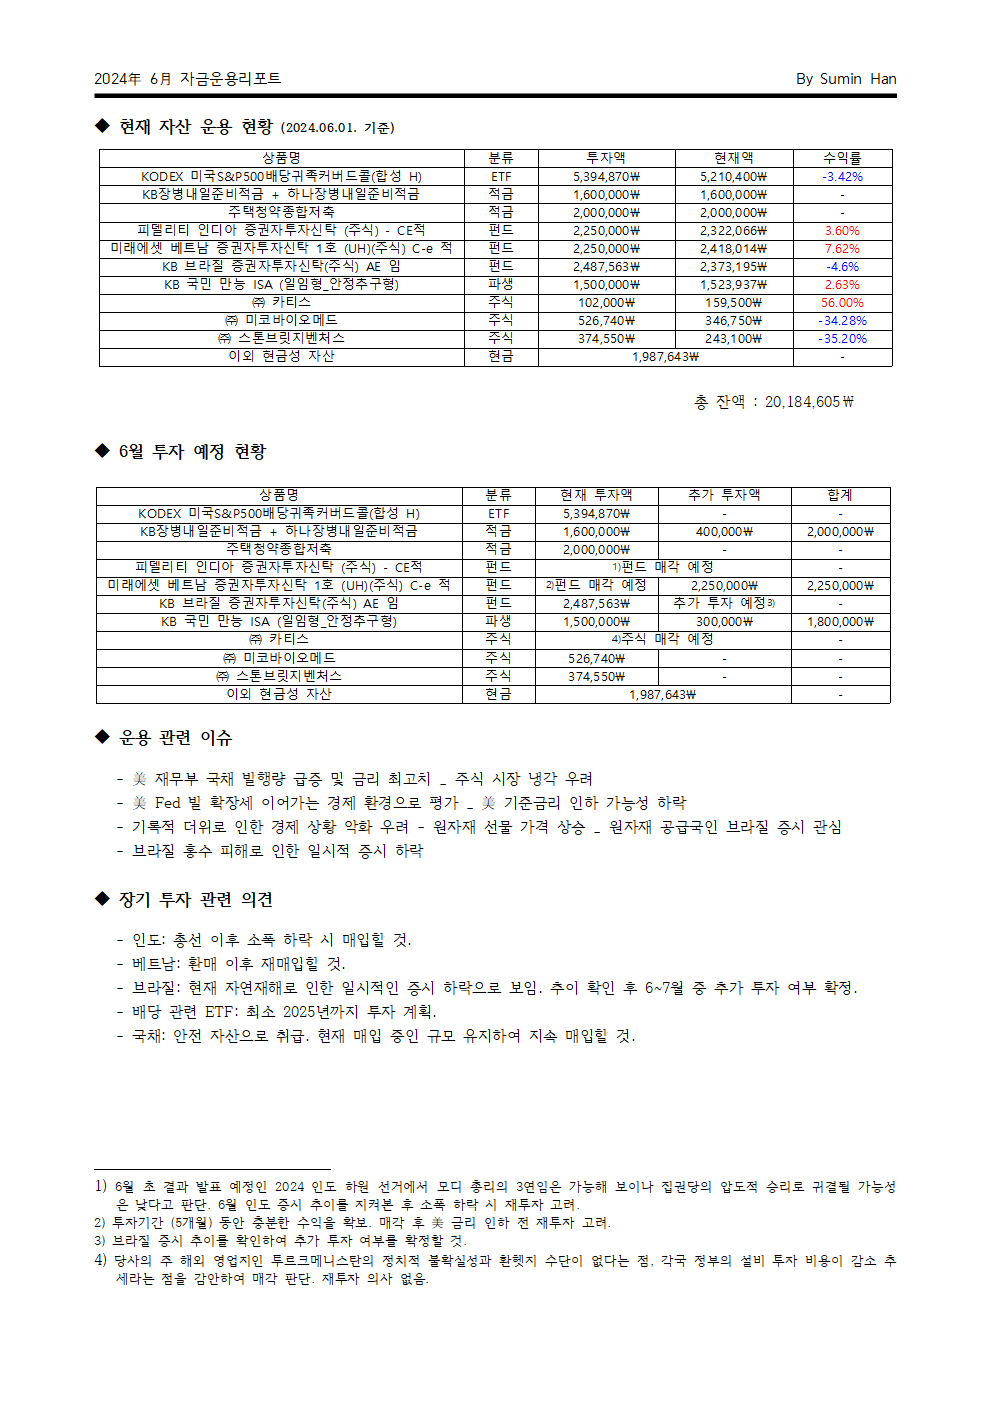 2024年 6月 자금운용리포트 By Sumin Han
◆ 현재 자산 운용 현황 (2024.06.01. 기준)
상품명 분류 투자액 현재액 수익률
KODEX 미국S&P500배당귀족커버드콜(합성 H) ETF 5,394,870₩ 5,210,400₩ -3.42%
KB장병내일준비적금 + 하나장병내일준비적금 적금 1,600,000₩ 1,600,000₩ -
주택청약종합저축 적금 2,000,000₩ 2,000,000₩ -
피델리티 인디아 증권자투자신탁 (주식) - CE적 펀드 2,250,000₩ 2,322,066₩ 3.60%
미래에셋 베트남 증권자투자신탁 1호 (UH)(주식) C-e 적 펀드 2,250,000₩ 2,418,014₩ 7.62%
KB 브라질 증권자투자신탁(주식) AE 임 펀드 2,487,563₩ 2,373,195₩ -4.6%
KB 국민 만능 ISA (일임형_안정추구형) 파생 1,500,000₩ 1,523,937₩ 2.63%
㈜ 카티스 주식 102,000₩ 159,500₩ 56.00%
㈜ 미코바이오메드 주식 526,740₩ 346,750₩ -34.28%
㈜ 스톤브릿지벤처스 주식 374,550₩ 243,100₩ -35.20%
이외 현금성 자산 현금 1,987,643₩ -
총 잔액 : 20,184,605₩
◆ 6월 투자 예정 현황
상품명 분류 현재 투자액 추가 투자액 합계
KODEX 미국S&P500배당귀족커버드콜(합성 H) ETF 5,394,870₩ - -
KB장병내일준비적금 + 하나장병내일준비적금 적금 1,600,000₩ 400,000₩ 2,000,000₩
주택청약종합저축 적금 2,000,000₩ - -
피델리티 인디아 증권자투자신탁 (주식) - CE적 펀드 1)펀드 매각 예정 -
미래에셋 베트남 증권자투자신탁 1호 (UH)(주식) C-e 적 펀드 2)펀드 매각 예정 2,250,000₩ 2,250,000₩
KB 브라질 증권자투자신탁(주식) AE 임 펀드 2,487,563₩ 추가 투자 예정3) -
KB 국민 만능 ISA (일임형_안정추구형) 파생 1,500,000₩ 300,000₩ 1,800,000₩
㈜ 카티스 주식 4)주식 매각 예정 -
㈜ 미코바이오메드 주식 526,740₩ - -
㈜ 스톤브릿지벤처스 주식 374,550₩ - -
이외 현금성 자산 현금 1,987,643₩ -
◆ 운용 관련 이슈
- 美 재무부 국채 발행량 급증 및 금리 최고치 _ 주식 시장 냉각 우려
- 美 Fed 발 확장세 이어가는 경제 환경으로 평가 _ 美 기준금리 인하 가능성 하락
- 기록적 더위로 인한 경제 상황 악화 우려 - 원자재 선물 가격 상승 _ 원자재 공급국인 브라질 증시 관심
- 브라질 홍수 피해로 인한 일시적 증시 하락
◆ 장기 투자 관련 의견
- 인도: 총선 이후 소폭 하락 시 매입할 것.
- 베트남: 환매 이후 재매입할 것.
- 브라질: 현재 자연재해로 인한 일시적인 증시 하락으로 보임. 추이 확인 후 6~7월 중 추가 투자 여부 확정.
- 배당 관련 ETF: 최소 2025년까지 투자 계획.
- 국채: 안전 자산으로 취급. 현재 매입 중인 규모 유지하여 지속 매입할 것.
1) 6월 초 결과 발표 예정인 2024 인도 하원 선거에서 모디 총리의 3연임은 가능해 보이나 집권당의 압도적 승리로 귀결될 가능성
은 낮다고 판단. 6월 인도 증시 추이를 지켜본 후 소폭 하락 시 재투자 고려.
2) 투자기간 (5개월) 동안 충분한 수익을 확보. 매각 후 美 금리 인하 전 재투자 고려.
3) 브라질 증시 추이를 확인하여 추가 투자 여부를 확정할 것.
4) 당사의 주 해외 영업지인 투르크메니스탄의 정치적 불확실성과 환헷지 수단이 없다는 점, 각국 정부의 설비 투자 비용이 감소 추
세라는 점을 감안하여 매각 판단. 재투자 의사 없음.